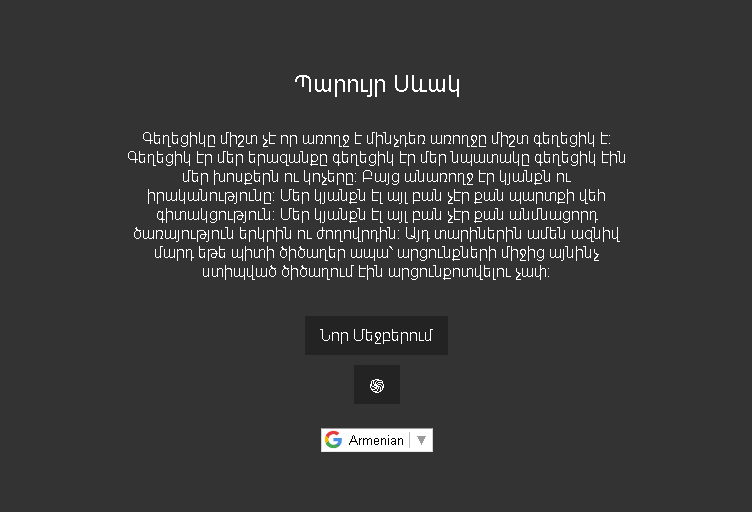 Պարույր Սևակ
Գեղեցիկը միշտ չէ որ առողջ է մինչդեռ առողջը միշտ գեղեցիկ է:
Գեղեցիկ էր մեր երազանքը գեղեցիկ էր մեր նպատակը գեղեցիկ էին
մեր խոսքերն ու կոչերը: Բայց անառողջ էր կյանքն ու
իրականությունը: Մեր կյանքն էլ այլ բան չէր քան պարտքի վեհ
գիտակցություն: Մեր կյանքն էլ այլ բան չէր քան անմնացորդ
ծառայություն երկրին ու ժողովրդին: Այդ տարիներին ամեն ազնիվ
մարդ եթե պիտի ծիծաղեր ապա՝ արցունքների միջից այնինչ
ստիպված ծիծաղում էին արցունքոտվելու չափ:
Նոր Մեջբերում
Armenian